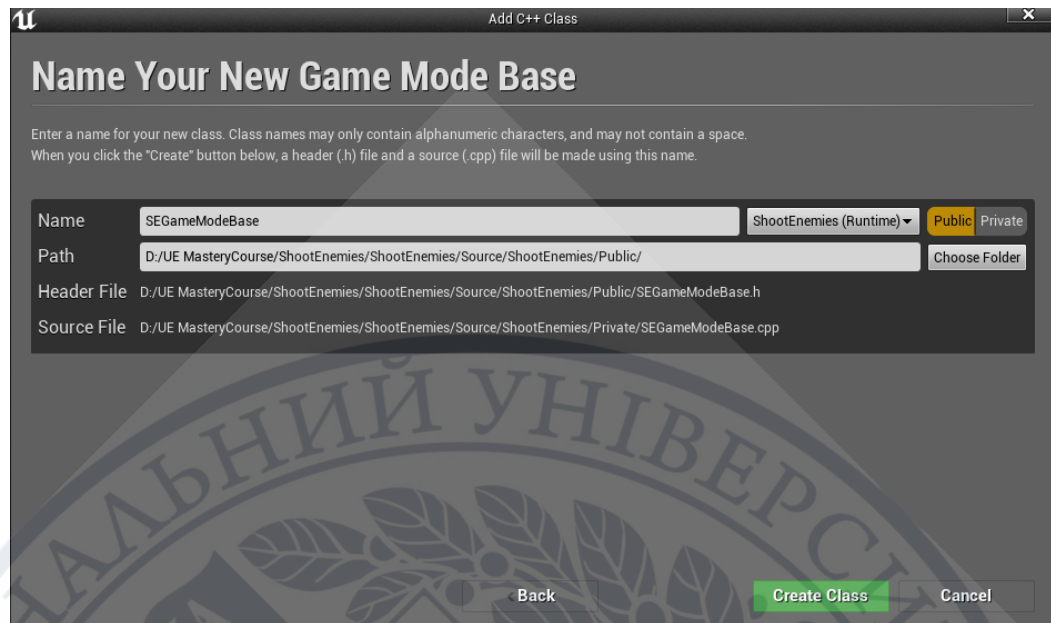 Add C++ Class
Name Your New Game Mode Base
Enter a name for your new class. Class names may only contain alphanumeric characters, and may not contain a space.
When you click the "Create" button below, a header (.h) file and a source (.cpp) file will be made using this name.
Name SEGameModeBase ShootEnemies (Runtime) Public Private
Path D:/UE MasteryCourse/ShootEnemies/ShootEnemies/Source/ShootEnemies/Public/ Choose Folder
Header File D:/UE MasteryCourse/ShootEnemies/ShootEnemies/Source/ShootEnemies/Public/SEGameModeBase.h
Source File D:/UE MasteryCourse/ShootEnemies/ShootEnemies/Source/ShootEnemies/Private/SEGameModeBase.cpp
НАЛЬНИЙ УНІВЕРСИ
Back Create Class Cancel